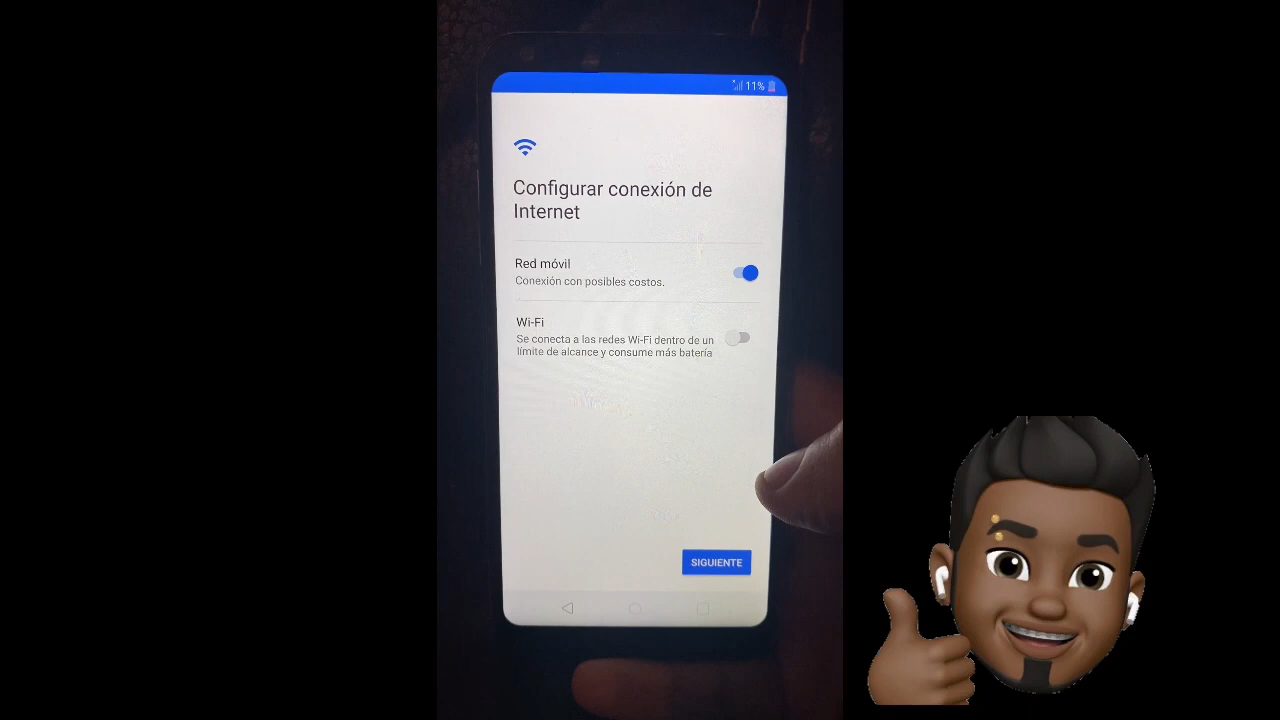 11%
Configurar conexión de
Internet
Red móvil
Conexión con posibles costos.
Wi-Fi
Se conecta a las redes Wi-Fi dentro de un
límite de alcance y consume más batería
SIGUIENTE